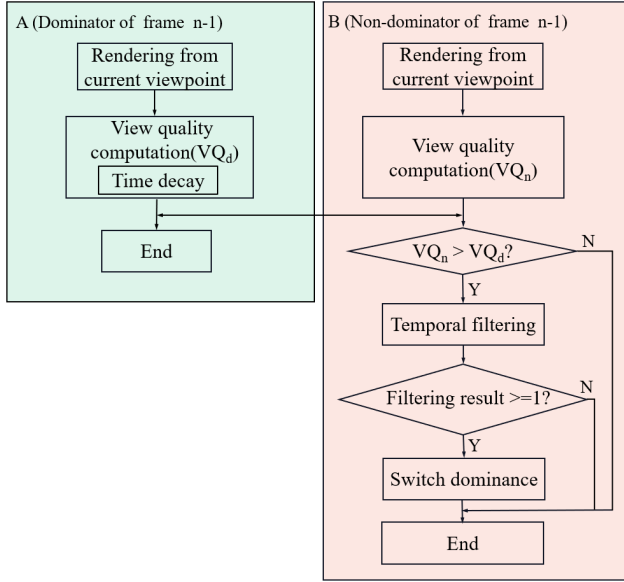 A (Dominator of frame n-1)
Rendering from
current viewpoint
View quality
computation(VQd)
Time decay
End
B (Non-dominator of frame n-1)
Rendering from
current viewpoint
View quality
computation(VQn)
VQn > VQd?
N
Y
Temporal filtering
Filtering result >=1?
N
Y
Switch dominance
End